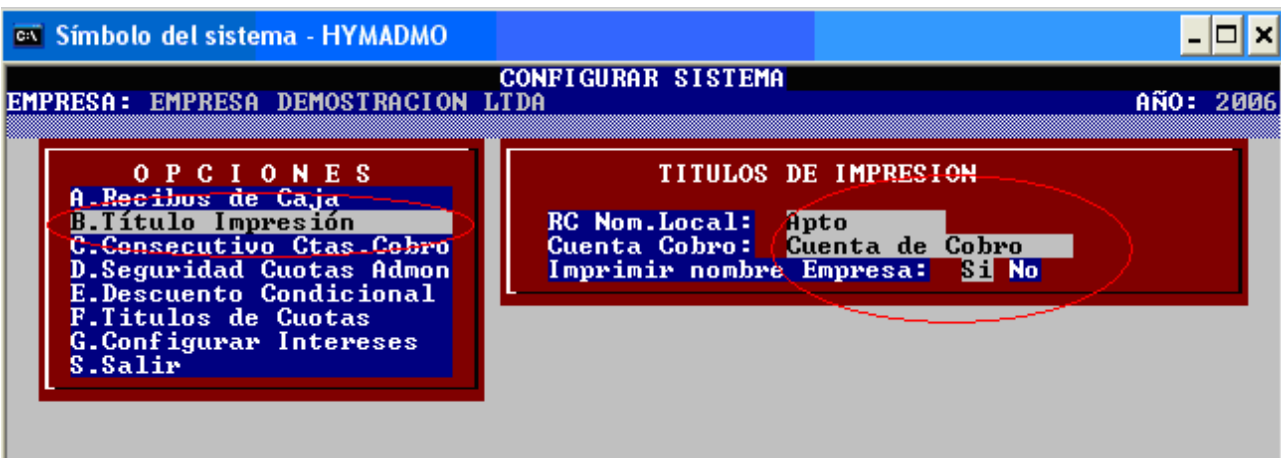 Símbolo del sistema - HYMADMO
CONFIGURAR SISTEMA
EMPRESA: EMPRESA DEMOSTRACION LTDA AÑO: 2006
O P C I O N E S
A.Recibos de Caja
B.Título Impresión
C.Consecutivo Ctas.Cobro
D.Seguridad Cuotas Admon
E.Descuento Condicional
F.Titulos de Cuotas
G.Configurar Intereses
S.Salir
TITULOS DE IMPRESION
RC Nom.Local: Apto
Cuenta Cobro: Cuenta de Cobro
Imprimir nombre Empresa: Si No